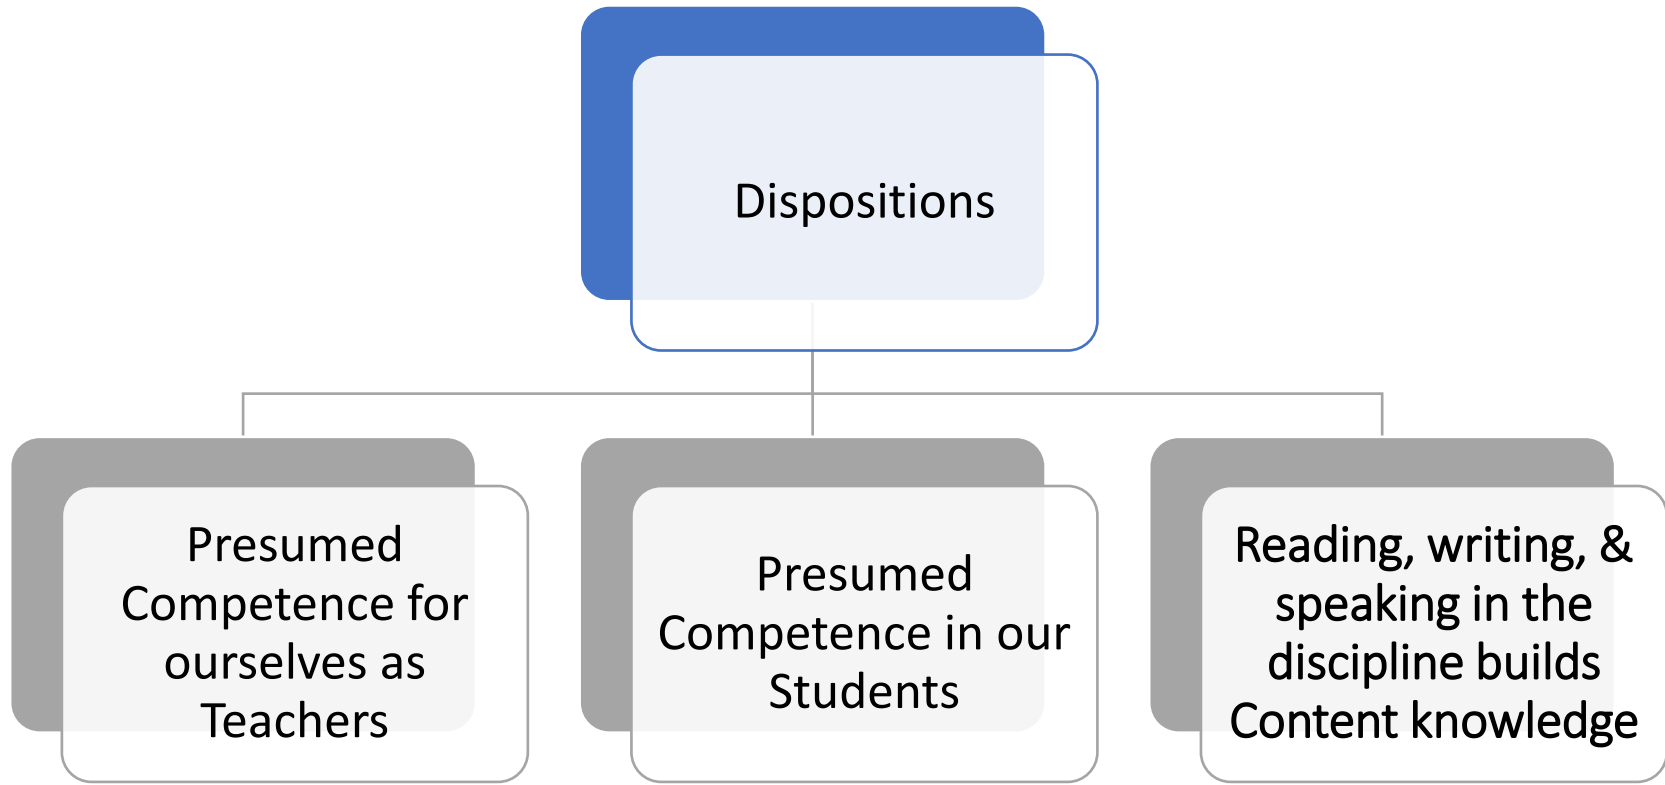 Dispositions
Presumed
Competence for
ourselves as
Teachers
Presumed
Competence in our
Students
Reading, writing, &
speaking in the
discipline builds
Content knowledge